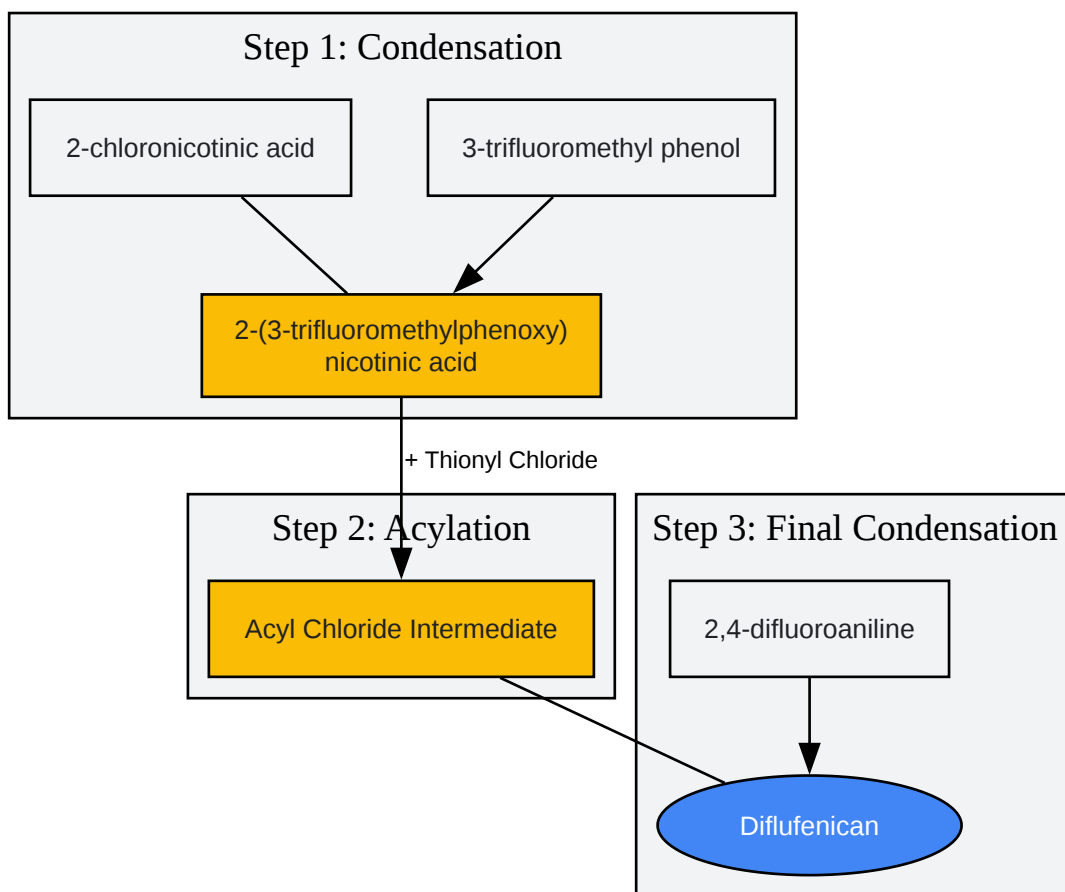 Step 1: Condensation
2-chloronicotinic acid
3-trifluoromethyl phenol
2-(3-trifluoromethylphenoxy)
nicotinic acid
+ Thionyl Chloride
Step 2: Acylation
Acyl Chloride Intermediate
Step 3: Final Condensation
2,4-difluoroaniline
Diflufenican